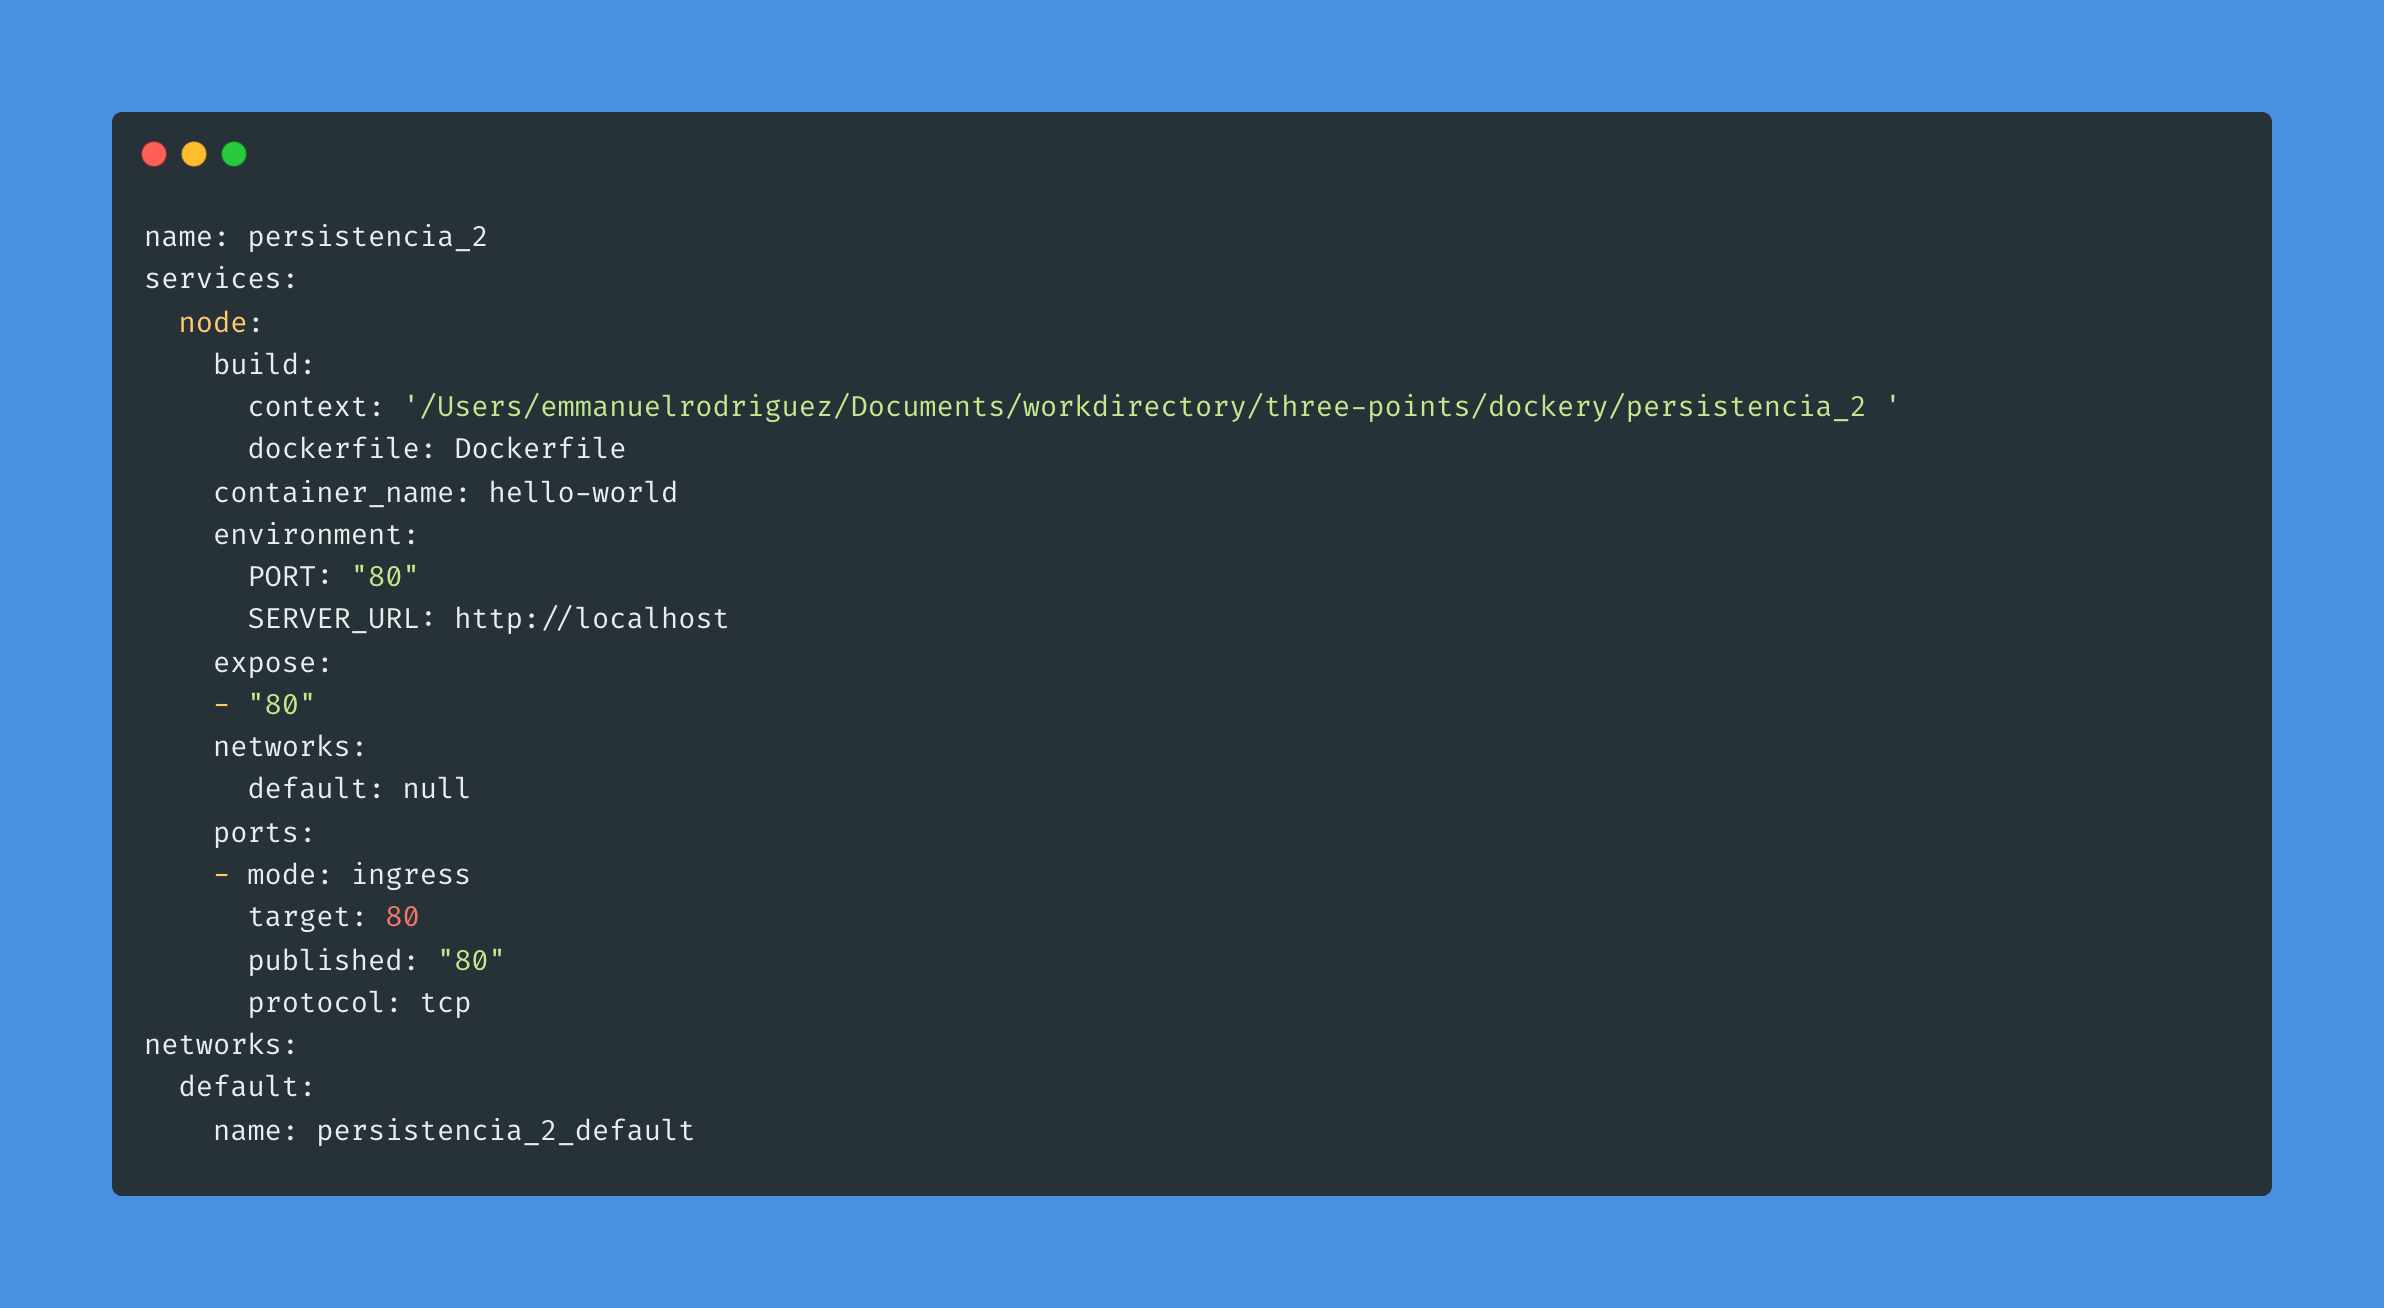 name: persistencia_2
services:
  node:
    build:
      context: '/Users/emmanuelrodriguez/Documents/workdirectory/three-points/dockery/persistencia_2 '
      dockerfile: Dockerfile
    container_name: hello-world
    environment:
      PORT: "80"
      SERVER_URL: http://localhost
    expose:
    - "80"
    networks:
      default: null
    ports:
    - mode: ingress
      target: 80
      published: "80"
      protocol: tcp
networks:
  default:
    name: persistencia_2_default